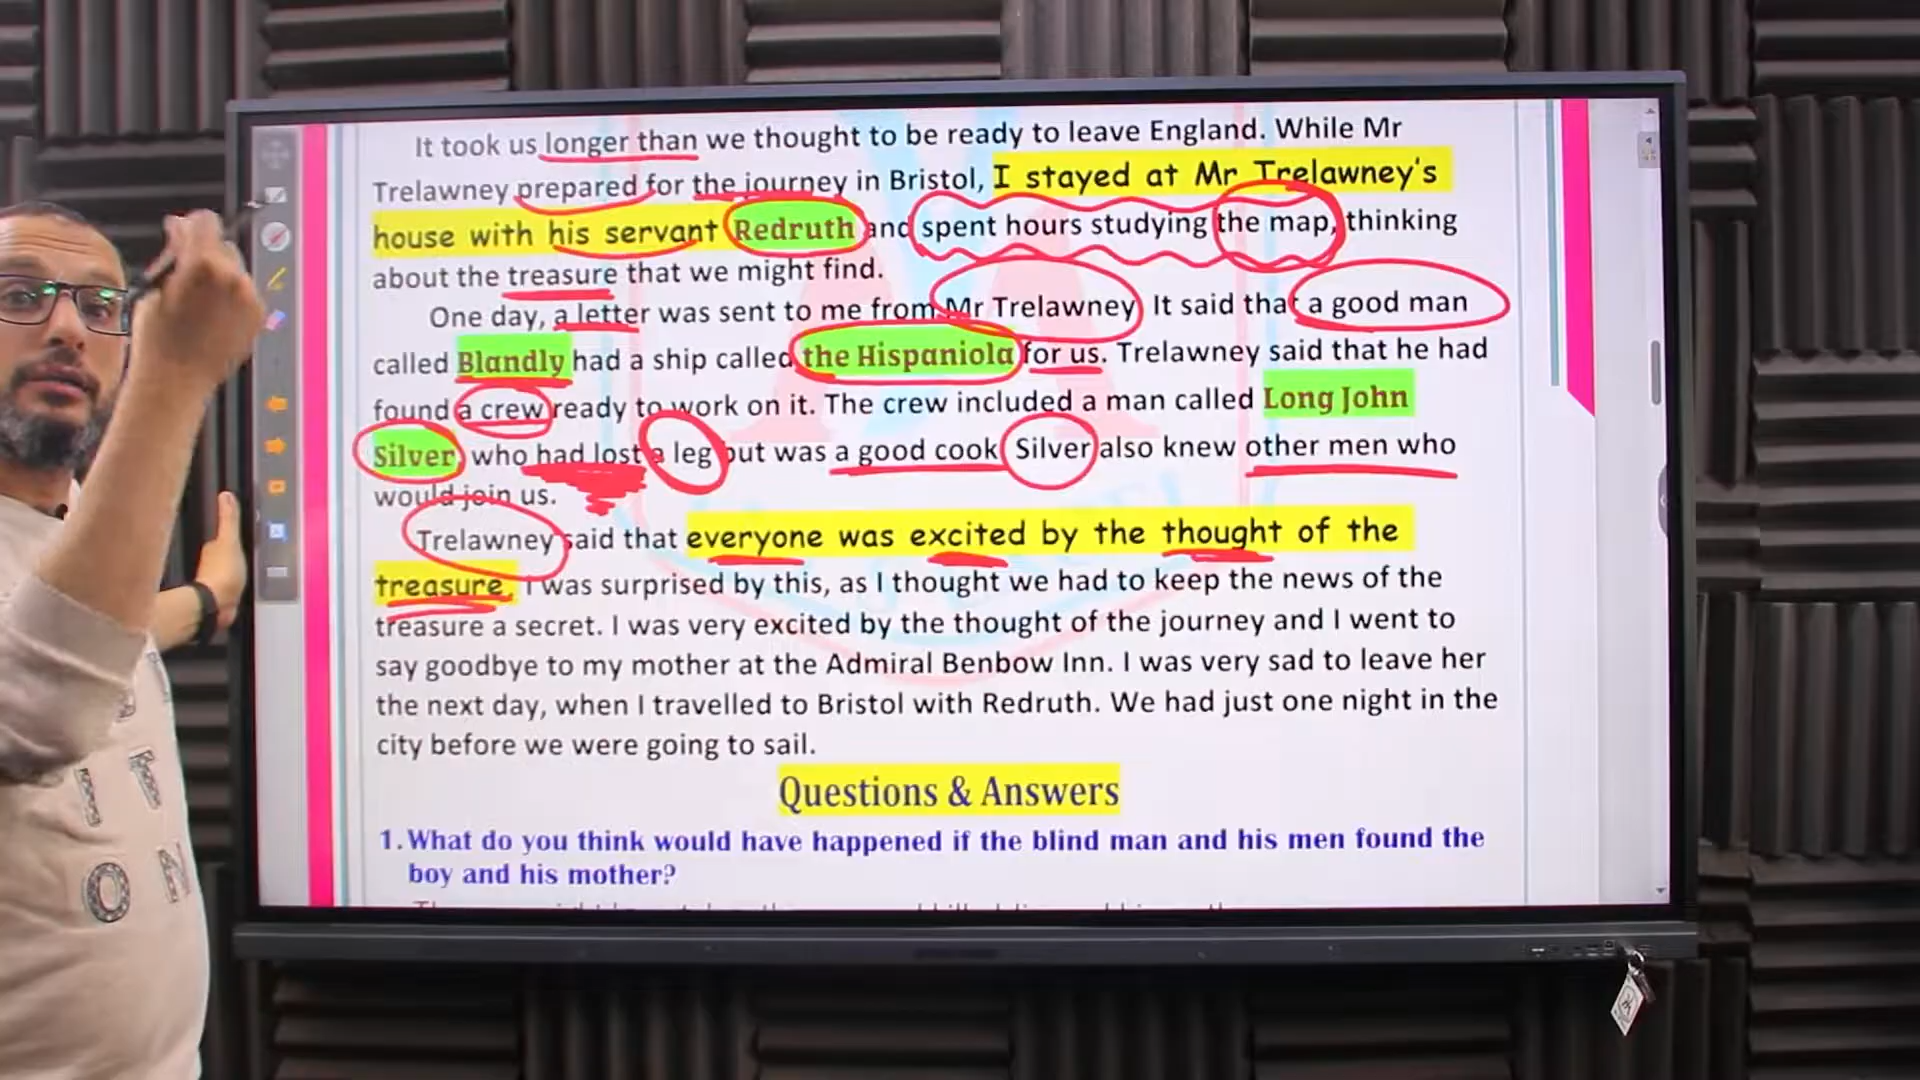 It took us longer than we thought to be ready to leave England. While Mr
Trelawney prepared for the journey in Bristol, I stayed at Mr Trelawney's
house with his servant Redruth and spent hours studying the map, thinking
about the treasure that we might find.
One day, a letter was sent to me from Mr Trelawney. It said that a good man
called Blandly had a ship called the Hispaniola for us. Trelawney said that he had
found a crew ready to work on it. The crew included a man called Long John
Silver, who had lost a leg but was a good cook. Silver also knew other men who
would join us.
Trelawney said that everyone was excited by the thought of the
treasure. I was surprised by this, as I thought we had to keep the news of the
treasure a secret. I was very excited by the thought of the journey and I went to
say goodbye to my mother at the Admiral Benbow Inn. I was very sad to leave her
the next day, when I travelled to Bristol with Redruth. We had just one night in the
city before we were going to sail.
Questions & Answers
1. What do you think would have happened if the blind man and his men found the
boy and his mother?